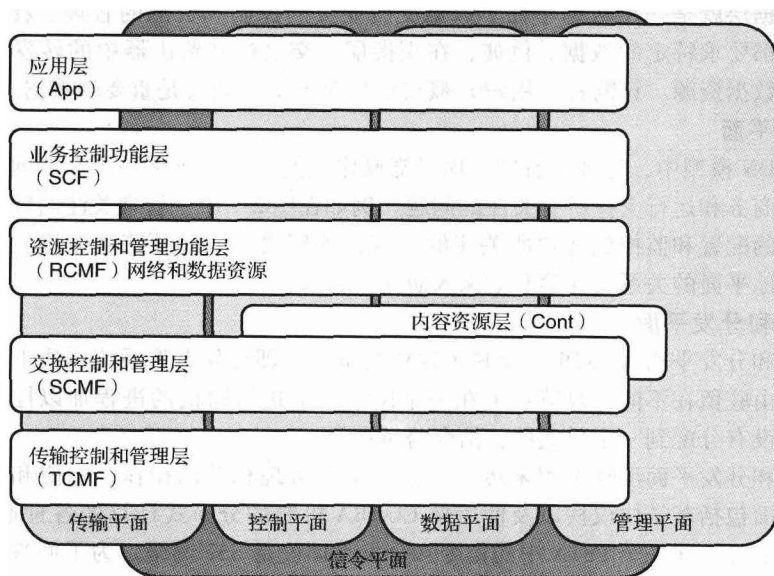 应用层
（App）
业务控制功能层
（SCF）
资源控制和管理功能层
（RCMF）网络和数据资源
内容资源层（Cont）
交换控制和管理层
（SCMF）
传输控制和管理层
（TCMF）
传输平面
控制平面
数据平面
管理平面
信令平面